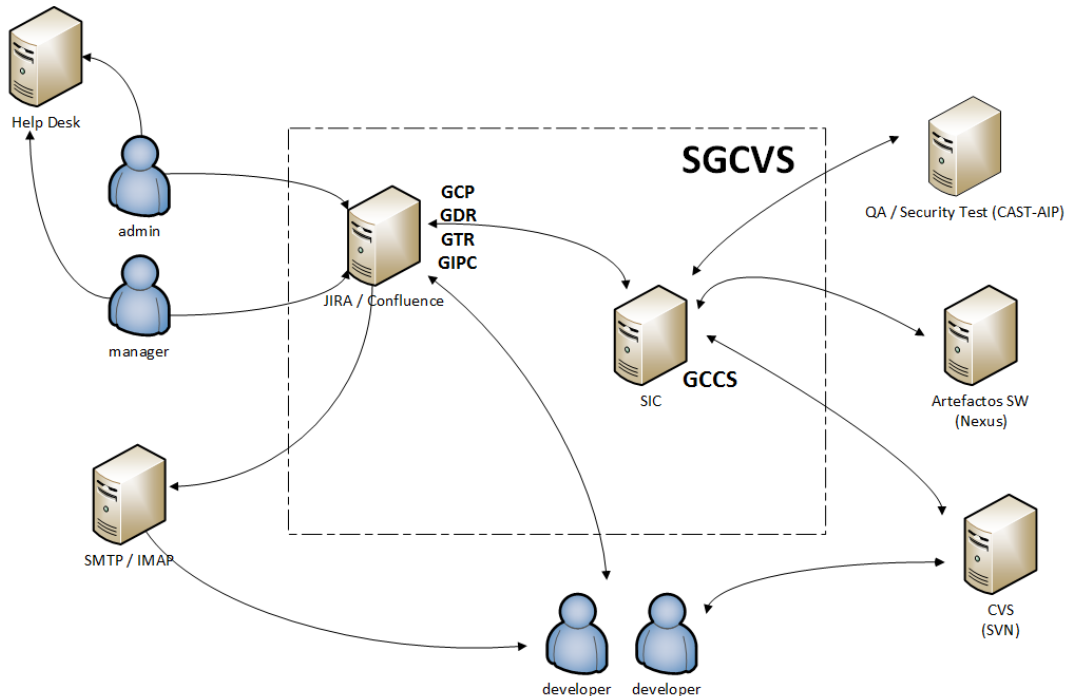 Help Desk
admin
manager
SGCVS
GCP
GDR
GTR
GIPC
JIRA / Confluence
QA / Security Test (CAST-AIP)
SIC
GCCS
Artefactos SW
(Nexus)
SMTP / IMAP
CVS
(SVN)
developer
developer